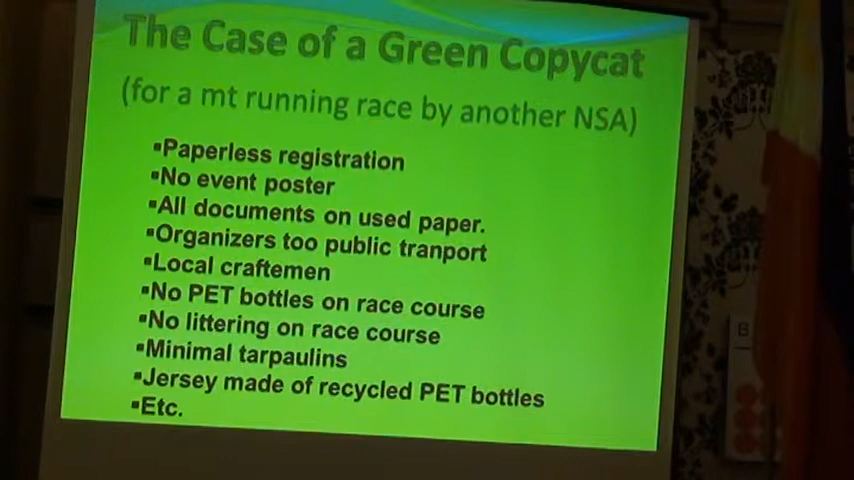 The Case of a Green Copycat
(for a mt running race by another NSA)
▪Paperless registration
▪No event poster
▪All documents on used paper.
▪Organizers too public tranport
▪Local craftemen
▪No PET bottles on race course
▪No littering on race course
▪Minimal tarpaulins
▪Jersey made of recycled PET bottles
▪Etc.
B